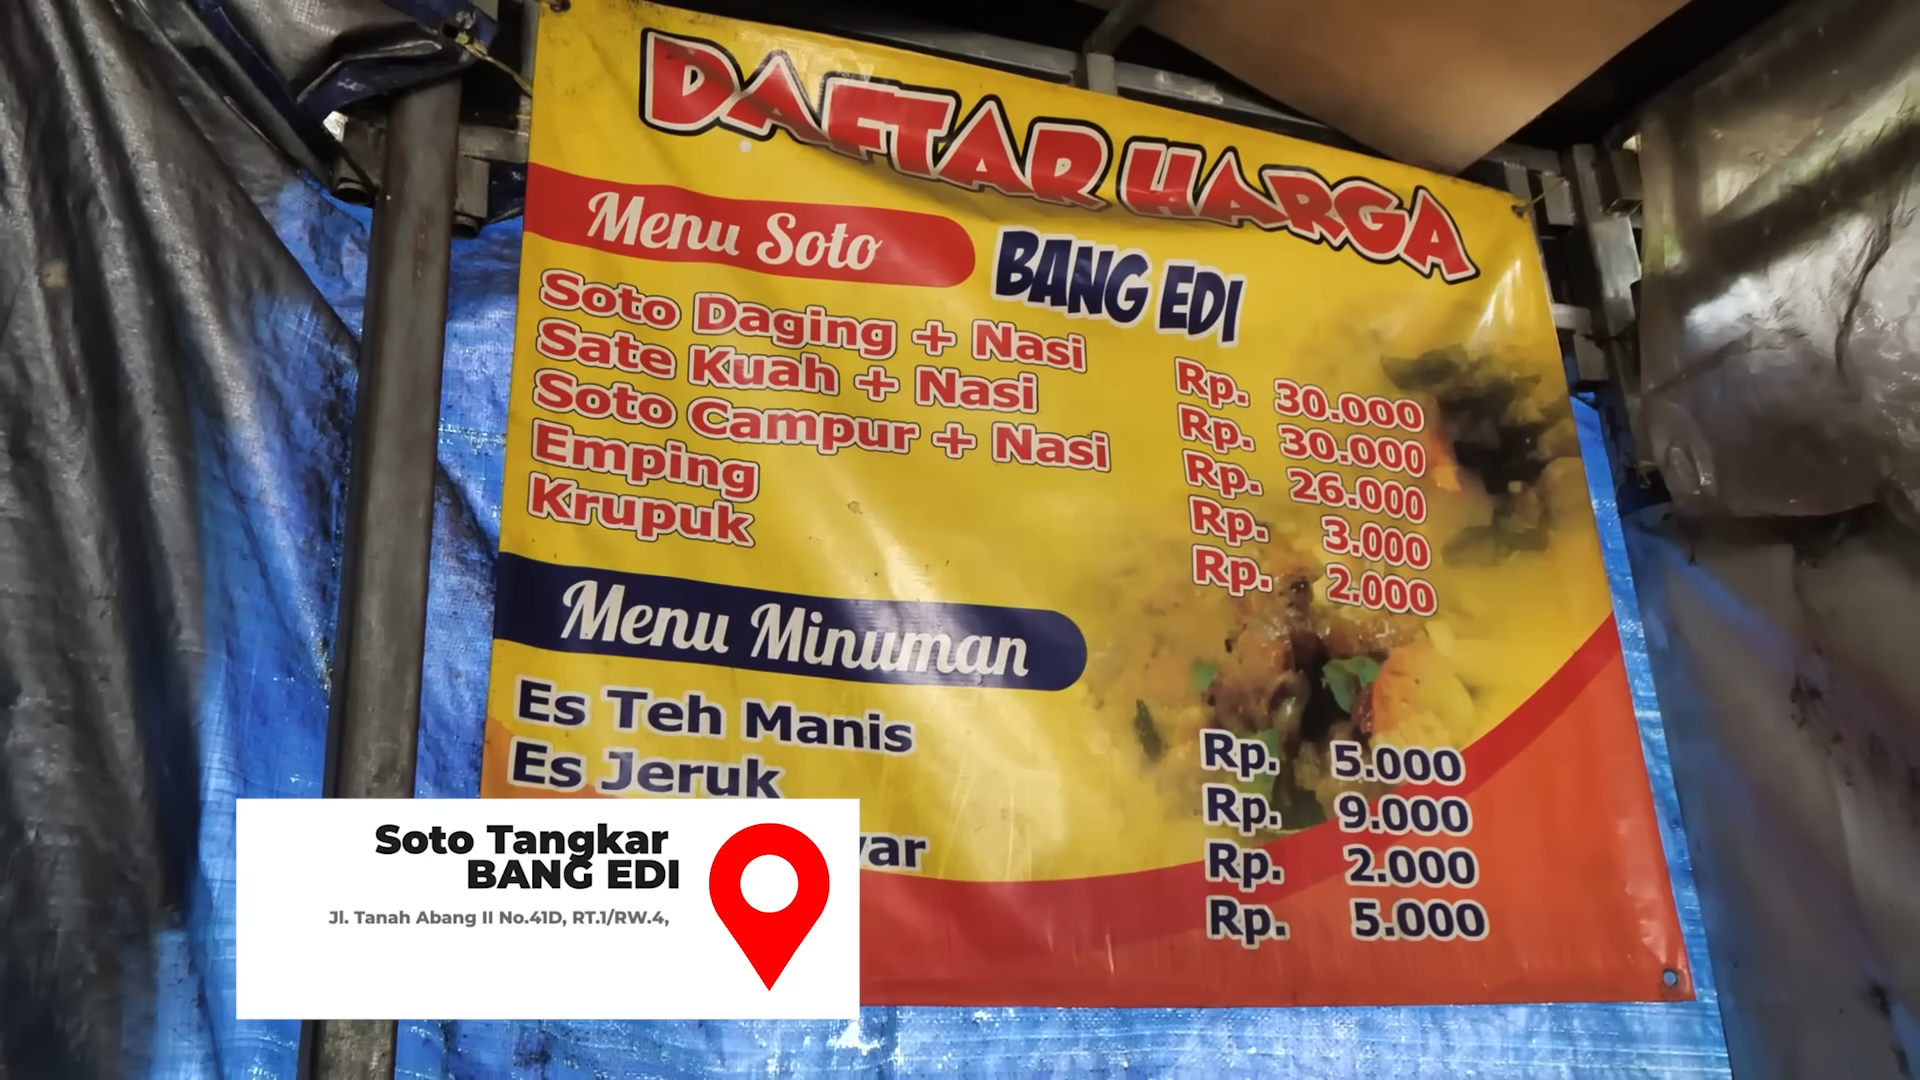 DAFTAR HARGA
Menu Soto
BANG EDI
Soto Daging + Nasi Rp. 30.000
Sate Kuah + Nasi Rp. 30.000
Soto Campur + Nasi Rp. 26.000
Emping Rp. 3.000
Krupuk Rp. 2.000
Menu Minuman
Es Teh Manis Rp. 5.000
Es Jeruk Rp. 9.000
Rp. 2.000
Rp. 5.000
Soto Tangkar
BANG EDI
Jl. Tanah Abang II No.41D, RT.1/RW.4,